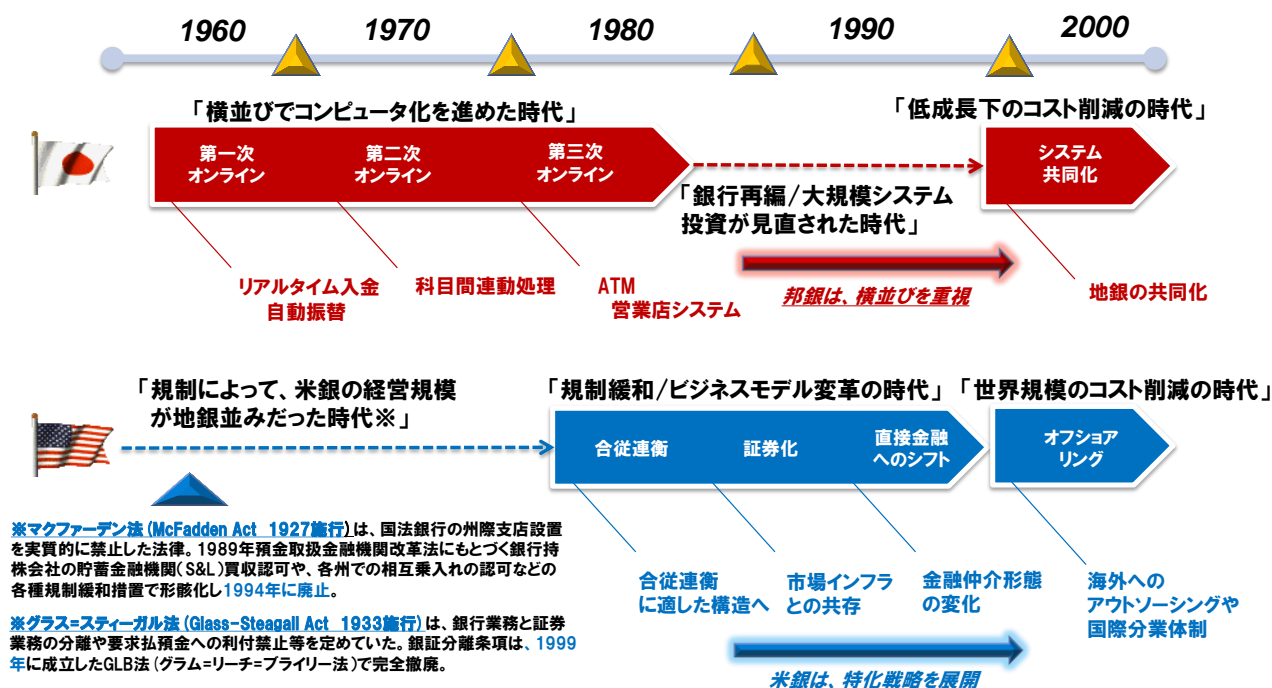 1960 1970 1980 1990 2000
「横並びでコンピュータ化を進めた時代」
「低成長下のコスト削減の時代」
第一次
オンライン
第二次
オンライン
第三次
オンライン
システム
共同化
「銀行再編/大規模システム
投資が見直された時代」
リアルタイム入金
自動振替
科目間連動処理
ATM
営業店システム
邦銀は、横並びを重視
地銀の共同化
「規制によって、米銀の経営規模
が地銀並みだった時代※」
「規制緩和/ビジネスモデル変革の時代」
「世界規模のコスト削減の時代」
合従連衡
証券化
直接金融
へのシフト
オフショア
リング
※マクファーデン法(McFadden Act 1927施行)は、国法銀行の州際支店設置
を実質的に禁止した法律。1989年預金取扱金融機関改革法にもとづく銀行持
株会社の貯蓄金融機関(S&L)買収認可や、各州での相互乗入れの認可などの
各種規制緩和措置で形骸化し1994年に廃止。
※グラス=スティーガル法(Glass-Steagall Act 1933施行)は、銀行業務と証券
業務の分離や要求払預金への利付禁止等を定めていた。銀証分離条項は、1999
年に成立したGLB法(グラム=リーチ=ブライリー法)で完全撤廃。
合従連衡
に適した構造へ
市場インフラ
との共存
金融仲介形態
の変化
海外への
アウトソーシングや
国際分業体制
米銀は、特化戦略を展開